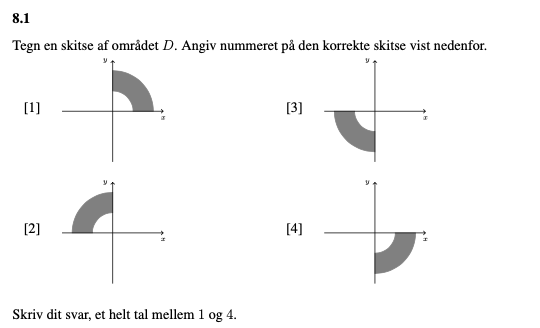 8.1
Tegn en skitse af området D. Angiv nummeret på den korrekte skitse vist nedenfor.
y
x
[1]
y
x
[3]
y
x
[2]
y
x
[4]
Skriv dit svar, et helt tal mellem 1 og 4.